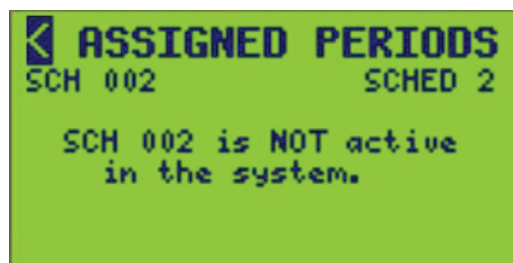 < ASSIGNED PERIODS
SCH 002 SCHED 2
SCH 002 is NOT active
in the system.